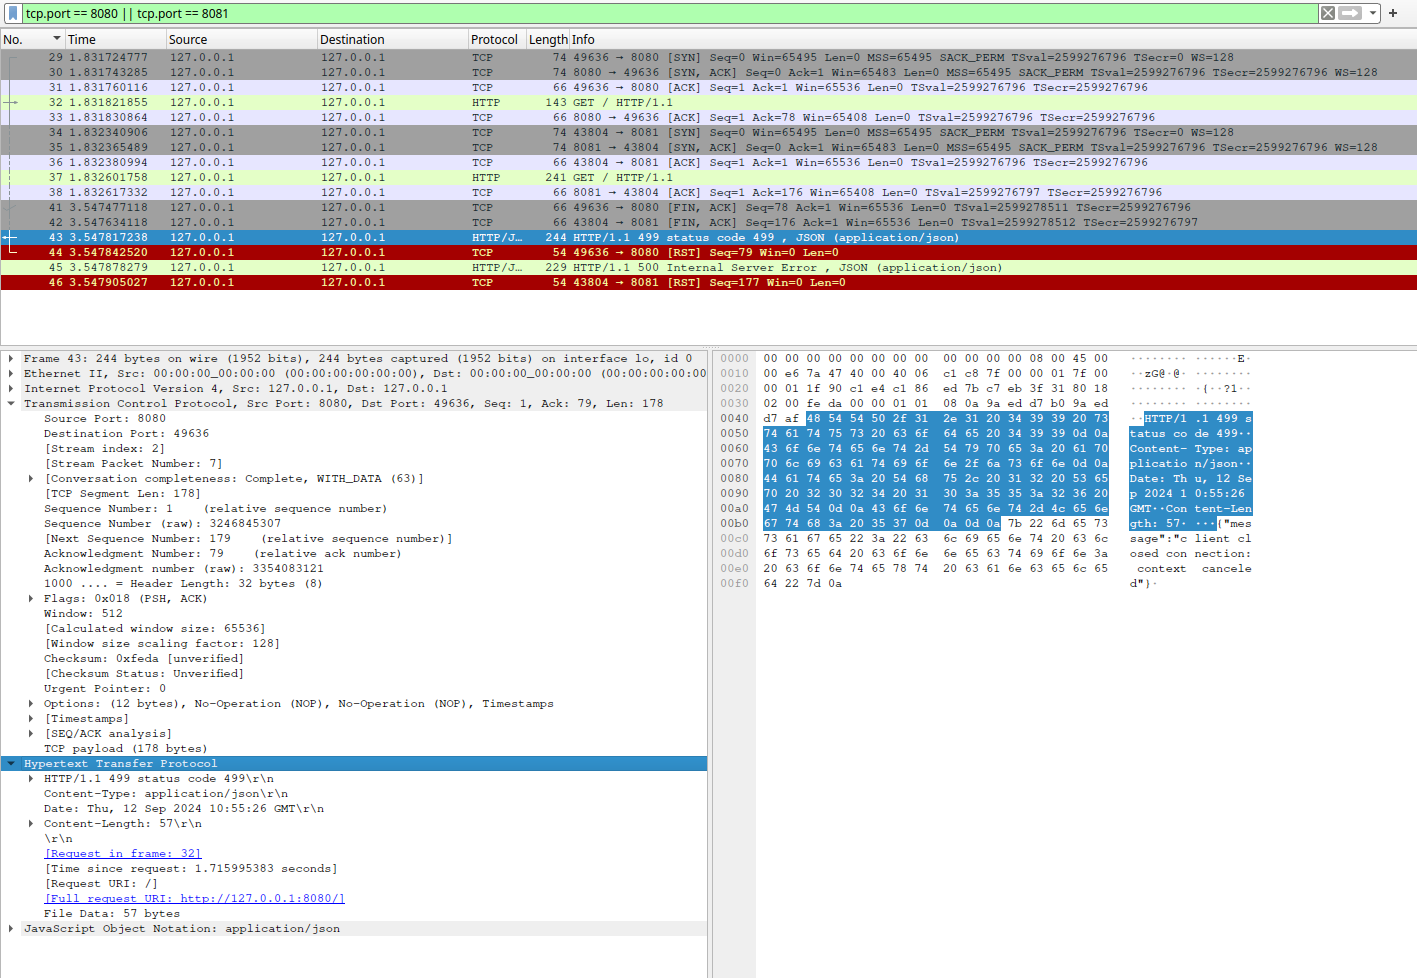 tcp.port == 8080 || tcp.port == 8081
No. Time Source Destination Protocol Length Info
29 1.831724777 127.0.0.1 127.0.0.1 TCP 74 49636 → 8080 [SYN] Seq=0 Win=65495 Len=0 MSS=65495 SACK_PERM TSval=2599276796 TSecr=0 WS=128
30 1.831743285 127.0.0.1 127.0.0.1 TCP 74 8080 → 49636 [SYN, ACK] Seq=0 Ack=1 Win=65483 Len=0 MSS=65495 SACK_PERM TSval=2599276796 TSecr=2599276796 WS=128
31 1.831760116 127.0.0.1 127.0.0.1 TCP 66 49636 → 8080 [ACK] Seq=1 Ack=1 Win=65536 Len=0 TSval=2599276796 TSecr=2599276796
32 1.831821855 127.0.0.1 127.0.0.1 HTTP 143 GET / HTTP/1.1
33 1.831830864 127.0.0.1 127.0.0.1 TCP 66 8080 → 49636 [ACK] Seq=1 Ack=78 Win=65408 Len=0 TSval=2599276796 TSecr=2599276796
34 1.832340906 127.0.0.1 127.0.0.1 TCP 74 43804 → 8081 [SYN] Seq=0 Win=65495 Len=0 MSS=65495 SACK_PERM TSval=2599276796 TSecr=0 WS=128
35 1.832365489 127.0.0.1 127.0.0.1 TCP 74 8081 → 43804 [SYN, ACK] Seq=0 Ack=1 Win=65483 Len=0 MSS=65495 SACK_PERM TSval=2599276796 TSecr=2599276796 WS=128
36 1.832380994 127.0.0.1 127.0.0.1 TCP 66 43804 → 8081 [ACK] Seq=1 Ack=1 Win=65536 Len=0 TSval=2599276796 TSecr=2599276796
37 1.832601758 127.0.0.1 127.0.0.1 HTTP 241 GET / HTTP/1.1
38 1.832617332 127.0.0.1 127.0.0.1 TCP 66 8081 → 43804 [ACK] Seq=1 Ack=176 Win=65408 Len=0 TSval=2599276797 TSecr=2599276796
41 3.547477118 127.0.0.1 127.0.0.1 TCP 66 49636 → 8080 [FIN, ACK] Seq=78 Ack=1 Win=65536 Len=0 TSval=2599278511 TSecr=2599276796
42 3.547634118 127.0.0.1 127.0.0.1 TCP 66 43804 → 8081 [FIN, ACK] Seq=176 Ack=1 Win=65536 Len=0 TSval=2599278512 TSecr=2599276797
43 3.547817238 127.0.0.1 127.0.0.1 HTTP/J… 244 HTTP/1.1 499 status code 499 , JSON (application/json)
44 3.547842520 127.0.0.1 127.0.0.1 TCP 54 49636 → 8080 [RST] Seq=79 Win=0 Len=0
45 3.547878279 127.0.0.1 127.0.0.1 HTTP/J… 229 HTTP/1.1 500 Internal Server Error , JSON (application/json)
46 3.547905027 127.0.0.1 127.0.0.1 TCP 54 43804 → 8081 [RST] Seq=177 Win=0 Len=0
Frame 43: 244 bytes on wire (1952 bits), 244 bytes captured (1952 bits) on interface lo, id 0
Ethernet II, Src: 00:00:00_00:00:00 (00:00:00:00:00:00), Dst: 00:00:00_00:00:00 (00:00:00:00:00:00
Internet Protocol Version 4, Src: 127.0.0.1, Dst: 127.0.0.1
Transmission Control Protocol, Src Port: 8080, Dst Port: 49636, Seq: 1, Ack: 79, Len: 178
Source Port: 8080
Destination Port: 49636
[Stream index: 2]
[Stream Packet Number: 7]
[Conversation completeness: Complete, WITH_DATA (63)]
[TCP Segment Len: 178]
Sequence Number: 1 (relative sequence number)
Sequence Number (raw): 3246845307
[Next Sequence Number: 179 (relative sequence number)]
Acknowledgment Number: 79 (relative ack number)
Acknowledgment number (raw): 3354083121
1000 .... = Header Length: 32 bytes (8)
Flags: 0x018 (PSH, ACK)
Window: 512
[Calculated window size: 65536]
[Window size scaling factor: 128]
Checksum: 0xfeda [unverified]
[Checksum Status: Unverified]
Urgent Pointer: 0
Options: (12 bytes), No-Operation (NOP), No-Operation (NOP), Timestamps
[Timestamps]
[SEQ/ACK analysis]
TCP payload (178 bytes)
Hypertext Transfer Protocol
HTTP/1.1 499 status code 499\r\n
Content-Type: application/json\r\n
Date: Thu, 12 Sep 2024 10:55:26 GMT\r\n
Content-Length: 57\r\n
\r\n
[Request in frame: 32]
[Time since request: 1.715995383 seconds]
[Request URI: /]
[Full request URI: http://127.0.0.1:8080/]
File Data: 57 bytes
JavaScript Object Notation: application/json
0000 00 00 00 00 00 00 00 00 00 00 00 00 08 00 45 00 ········ ······E·
0010 00 e6 7a 47 40 00 40 06 c1 c8 7f 00 00 01 7f 00 ··zG@·@· ········
0020 00 01 1f 90 c1 e4 c1 86 ed 7b c7 eb 3f 31 80 18 ········ ·{··?1··
0030 02 00 fe da 00 00 01 01 08 0a 9a ed d7 b0 9a ed ········ ········
0040 d7 af 48 54 54 50 2f 31 2e 31 20 34 39 39 20 73 ··HTTP/1 .1 499 s
0050 74 61 74 75 73 20 63 6f 64 65 20 34 39 39 0d 0a tatus co de 499··
0060 43 6f 6e 74 65 6e 74 2d 54 79 70 65 3a 20 61 70 Content- Type: ap
0070 70 6c 69 63 61 74 69 6f 6e 2f 6a 73 6f 6e 0d 0a plicatio n/json··
0080 44 61 74 65 3a 20 54 68 75 2c 20 31 32 20 53 65 Date: Th u, 12 Se
0090 70 20 32 30 32 34 20 31 30 3a 35 35 3a 32 36 20 p 2024 1 0:55:26
00a0 47 4d 54 0d 0a 43 6f 6e 74 65 6e 74 2d 4c 65 6e GMT··Con tent-Len
00b0 67 74 68 3a 20 35 37 0d 0a 0d 0a 7b 22 6d 65 73 gth: 57· ···{"mes
00c0 73 61 67 65 22 3a 22 63 6c 69 65 6e 74 20 63 6c sage":"c lient cl
00d0 6f 73 65 64 20 63 6f 6e 6e 65 63 74 69 6f 6e 3a osed con nection:
00e0 20 63 6f 6e 74 65 78 74 20 63 61 6e 63 65 6c 65 context cancele
00f0 64 22 7d 0a d"}·